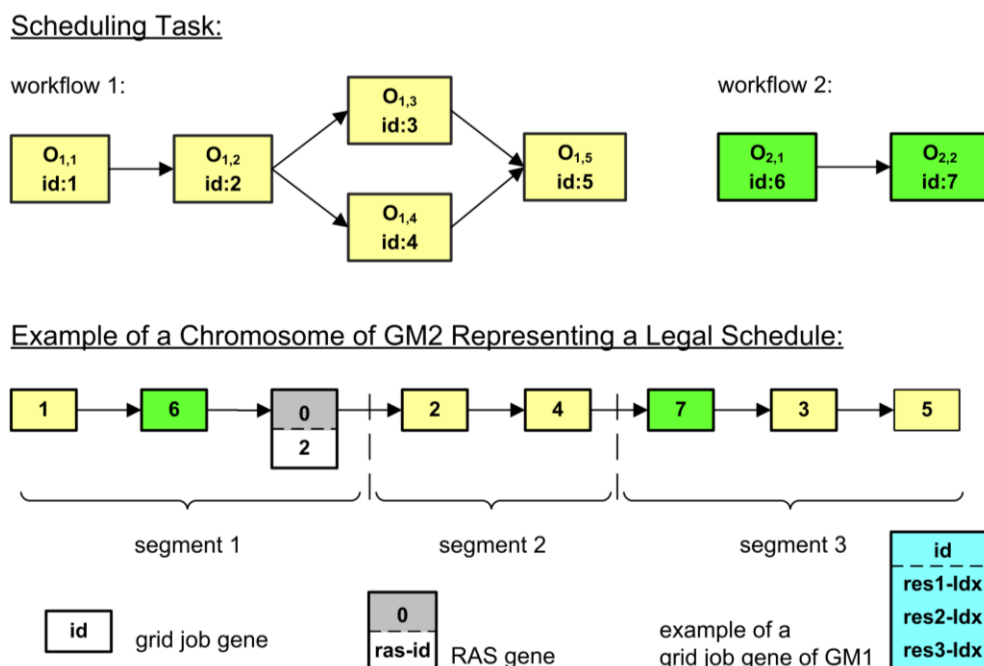 Scheduling Task:
workflow 1:
workflow 2:
O1,3
id:3
O1,1
id:1
O1,2
id:2
O1,5
id:5
O2,1
id:6
O2,2
id:7
O1,4
id:4
Example of a Chromosome of GM2 Representing a Legal Schedule:
1
6
0
2
2
4
7
3
5
segment 1
segment 2
segment 3
id
grid job gene
0
ras-id
RAS gene
example of a
grid job gene of GM1
id
res1-Idx
res2-Idx
res3-Idx